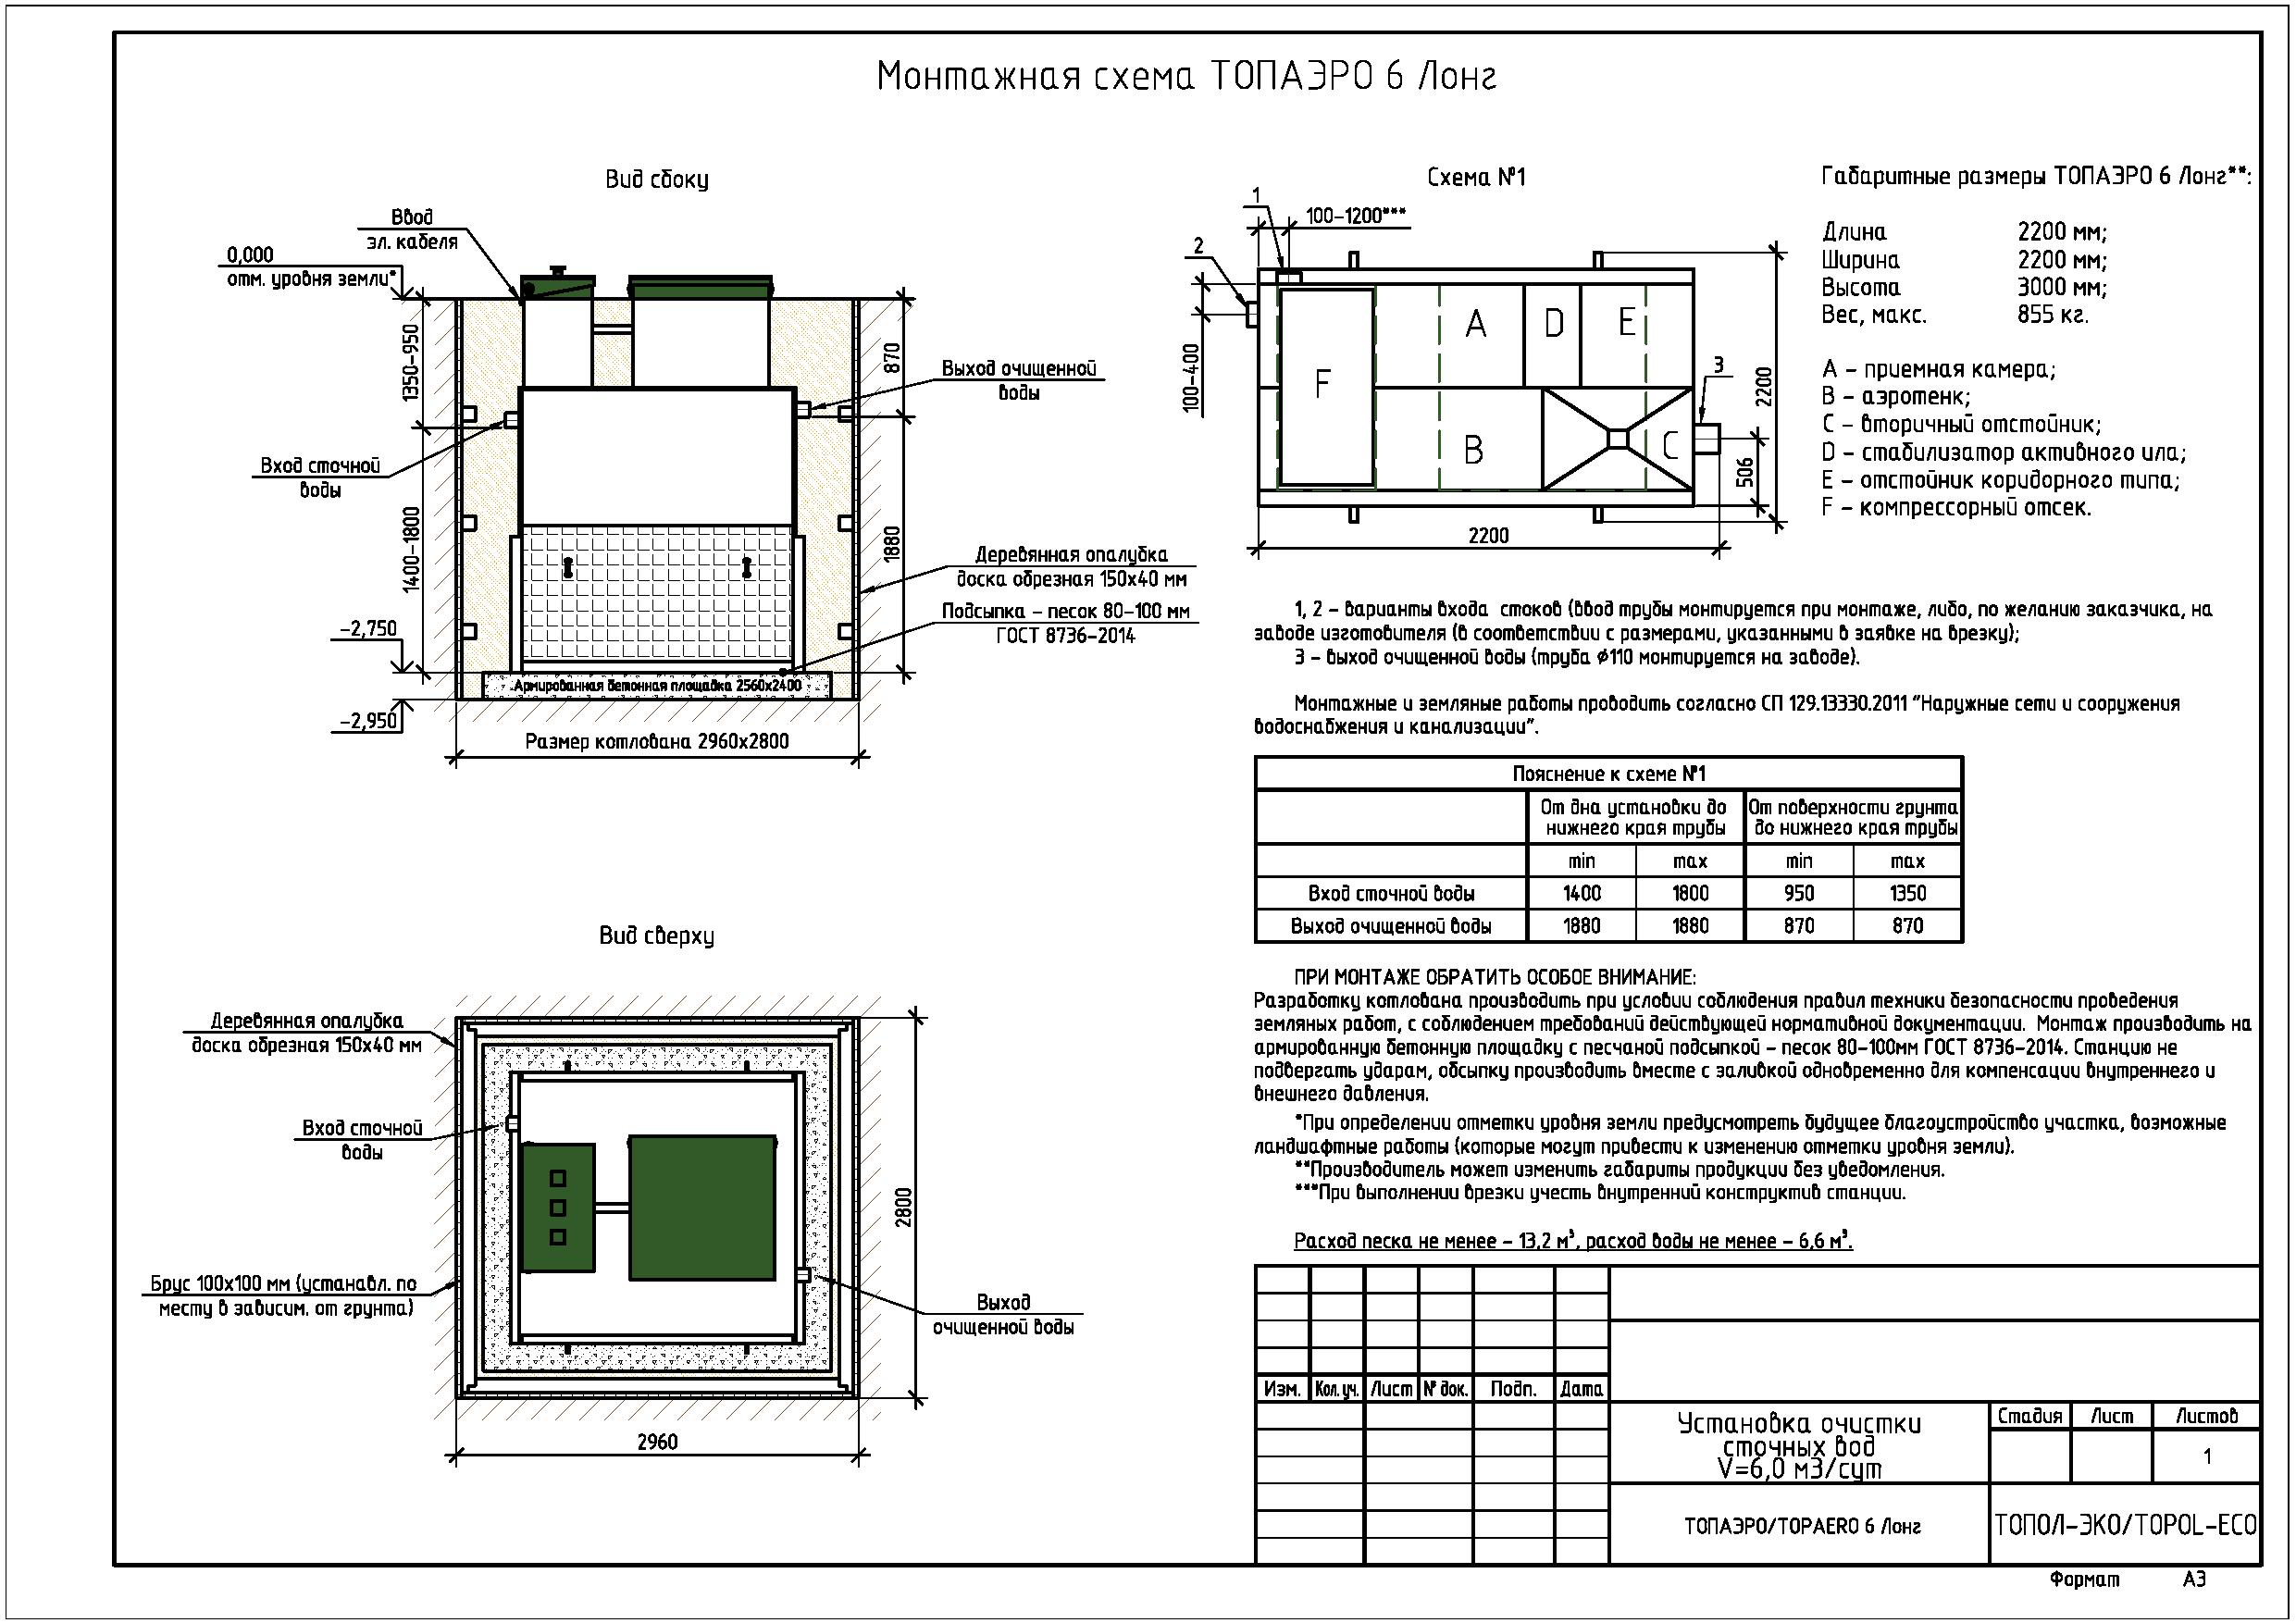 Монтажная схема ТОПАЭРО 6 Лонг
Вид сбоку
Ввод
эл. кабеля
0,000
отм. уровня земли*
1350-950
870
Выход очищенной
воды
Вход сточной
воды
1400-1800
1880
Деревянная опалубка
доска обрезная 150х40 мм
Подсыпка - песок 80-100 мм
ГОСТ 8736-2014
-2,750
Армированная бетонная площадка 2560х2400
-2,950
Размер котлована 2960х2800
Схема №1
1
100-1200***
2
100-400
A
D
E
F
B
C
3
2200
506
2200
Габаритные размеры ТОПАЭРО 6 Лонг**:
Длина 2200 мм;
Ширина 2200 мм;
Высота 3000 мм;
Вес, макс. 855 кг.
A - приемная камера;
B - аэротенк;
C - вторичный отстойник;
D - стабилизатор активного ила;
E - отстойник коридорного типа;
F - компрессорный отсек.
1, 2 - варианты входа стоков (ввод трубы монтируется при монтаже, либо, по желанию заказчика, на
заводе изготовителя (в соответствии с размерами, указанными в заявке на врезку);
3 - выход очищенной воды (труба ϕ110 монтируется на заводе).
Монтажные и земляные работы проводить согласно СП 129.13330.2011 "Наружные сети и сооружения
водоснабжения и канализации".
Пояснение к схеме №1
От дна установки до
нижнего края трубы
От поверхности грунта
до нижнего края трубы
min max min max
Вход сточной воды 1400 1800 950 1350
Выход очищенной воды 1880 1880 870 870
ПРИ МОНТАЖЕ ОБРАТИТЬ ОСОБОЕ ВНИМАНИЕ:
Разработку котлована производить при условии соблюдения правил техники безопасности проведения
земляных работ, с соблюдением требований действующей нормативной документации. Монтаж производить на
армированную бетонную площадку с песчаной подсыпкой - песок 80-100мм ГОСТ 8736-2014. Станцию не
подвергать ударам, обсыпку производить вместе с заливкой одновременно для компенсации внутреннего и
внешнего давления.
*При определении отметки уровня земли предусмотреть будущее благоустройство участка, возможные
ландшафтные работы (которые могут привести к изменению отметки уровня земли).
**Производитель может изменить габариты продукции без уведомления.
***При выполнении врезки учесть внутренний конструктив станции.
Расход песка не менее - 13,2 м³, расход воды не менее - 6,6 м³.
Вид сверху
Деревянная опалубка
доска обрезная 150х40 мм
Вход сточной
воды
Брус 100х100 мм (устанавл. по
месту в зависим. от грунта)
2800
Выход
очищенной воды
2960
Изм. Кол.уч. Лист № док. Подп. Дата
Установка очистки
сточных вод
V=6,0 м3/сут
Стадия Лист Листов
1
ТОПАЭРО/TOPAERO 6 Лонг
ТОПОЛ-ЭКО/TOPOL-ECO
Формат А3